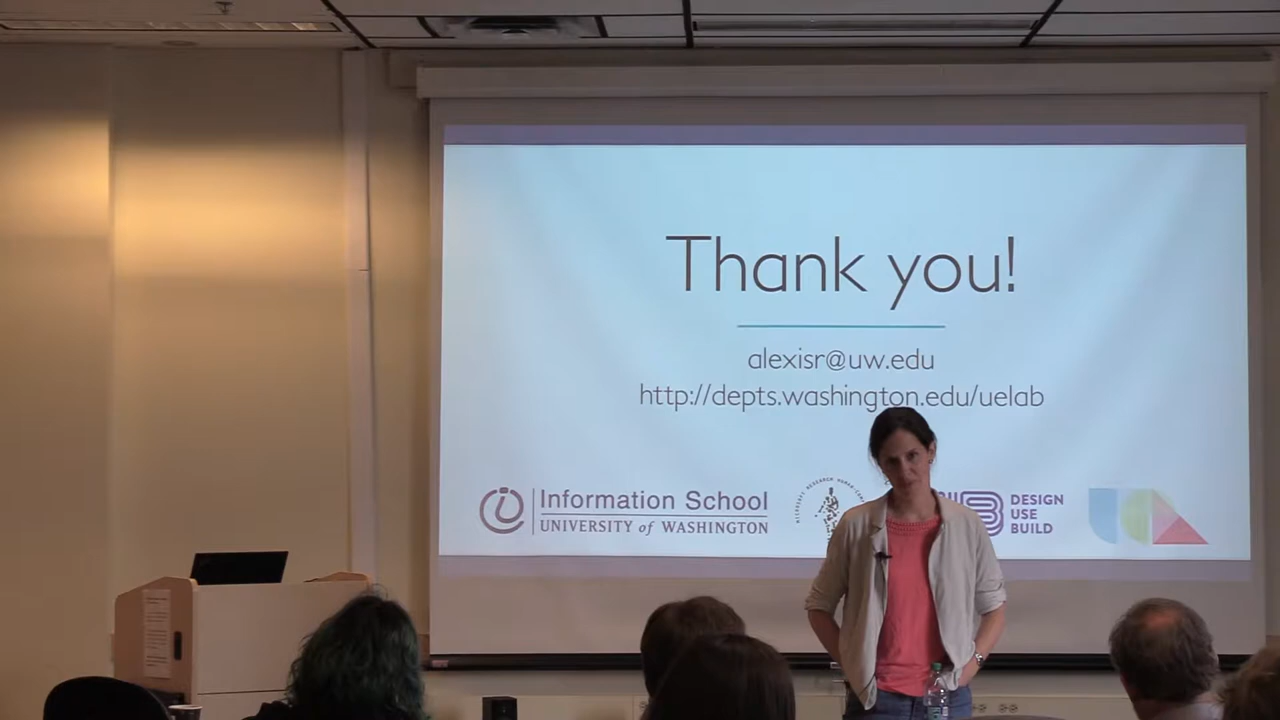 Thank you!
alexisr@uw.edu
http://depts.washington.edu/uelab
Information School
UNIVERSITY of WASHINGTON
DESIGN
USE
BUILD